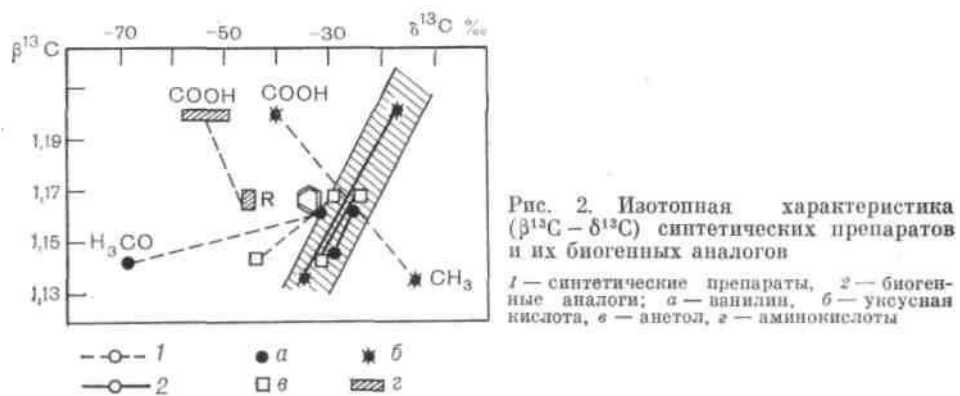 −70 −50 −30 δ¹³C ‰
β¹³C
COOH COOH
1,19
1,17
R
H₃CO
1,15
CH₃
1,13
1 а б
2 в г
Рис. 2. Изотопная характеристика
(β¹³C – δ¹³C) синтетических препаратов
и их биогенных аналогов
1 — синтетические препараты, 2 — биоген-
ные аналоги; а — ванилин, б — уксусная
кислота, в — анетол, г — аминокислоты